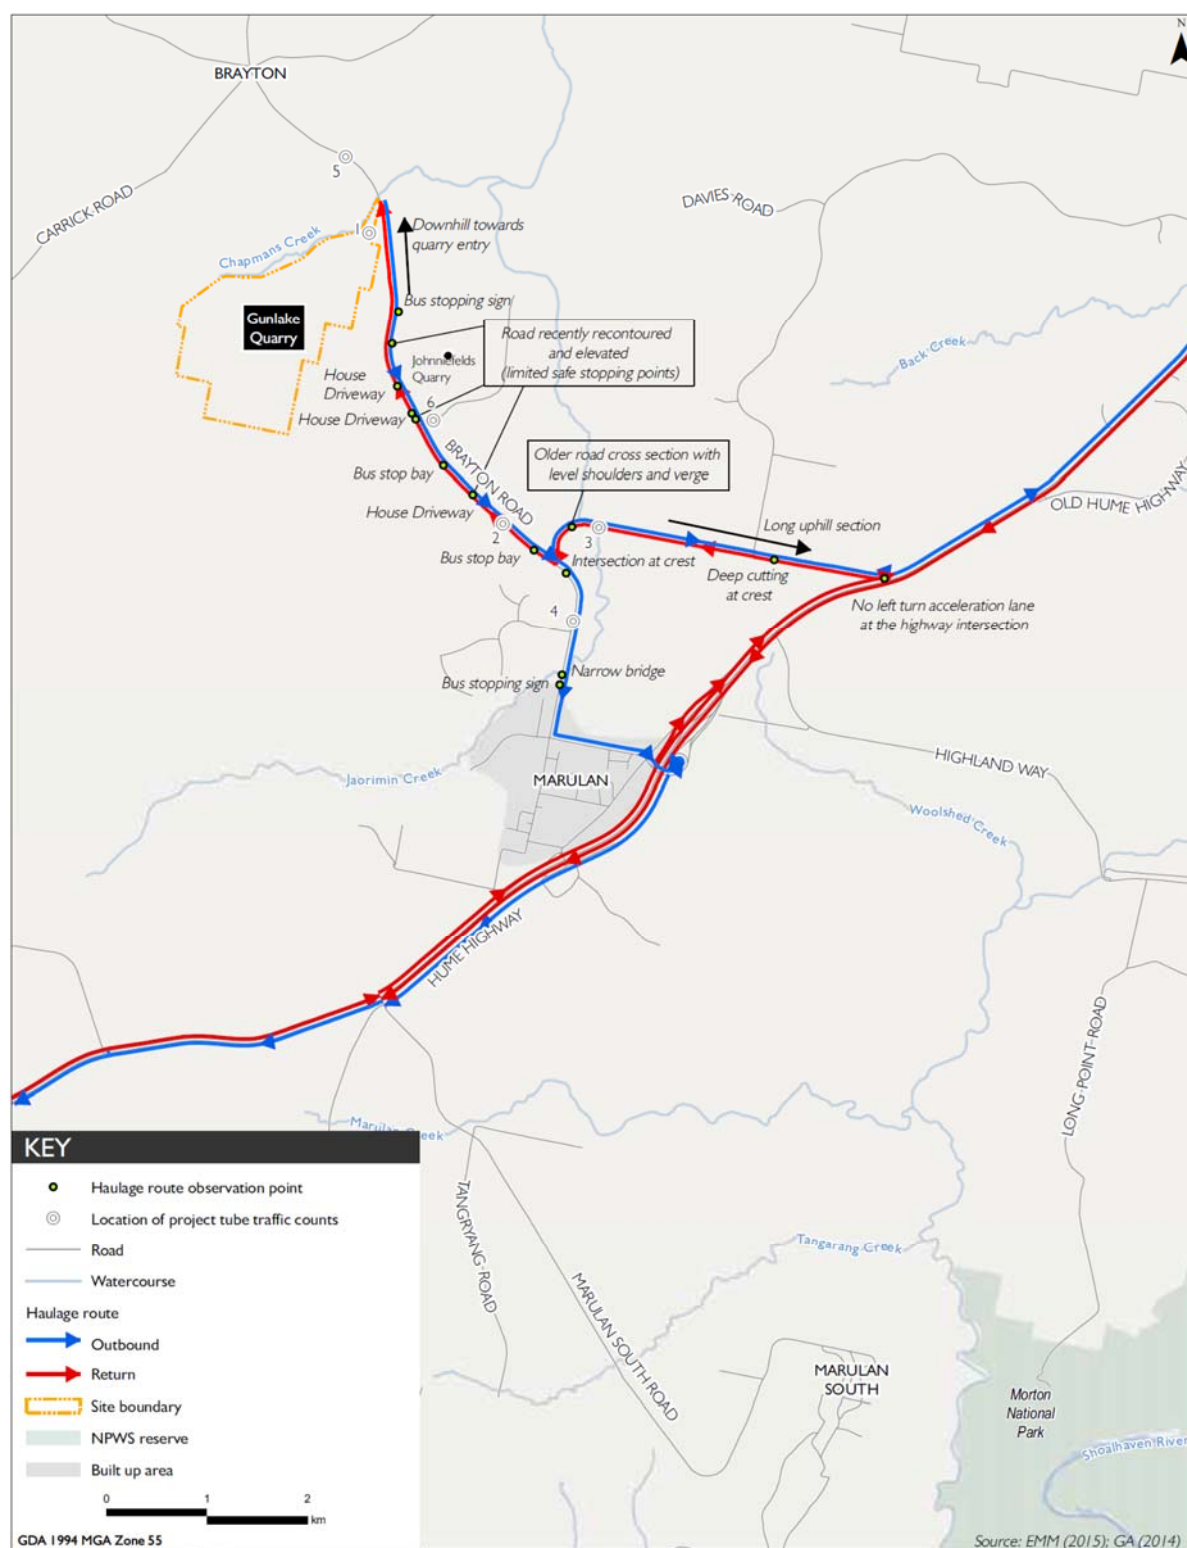 N
BRAYTON
5
CARRICK ROAD
DAVIES ROAD
1
Chapmans Creek
Downhill towards
quarry entry
Gunlake
Quarry
Bus stopping sign
Road recently recontoured
and elevated
(limited safe stopping points)
Johnniefelds
Quarry
Back Creek
House
Driveway
6
House Driveway
BRAYTON ROAD
Older road cross section with
level shoulders and verge
Bus stop bay
House Driveway
OLD HUME HIGHWAY
2
3
Long uphill section
Bus stop bay
Intersection at crest
Deep cutting
at crest
No left turn acceleration lane
at the highway intersection
4
Narrow bridge
Bus stopping sign
HIGHLAND WAY
Jaorimin Creek
MARULAN
Woolshed Creek
HUME HIGHWAY
LONG POINT ROAD
Marulan Creek
KEY
Haulage route observation point
Location of project tube traffic counts
Road
Watercourse
Haulage route
Outbound
Return
Site boundary
NPWS reserve
Built up area
0 1 2
km
GDA 1994 MGA Zone 55
TANGRYANG ROAD
Tangarang Creek
MARULAN SOUTH ROAD
MARULAN
SOUTH
Morton
National
Park
Shoalhaven River
Source: EMM (2015); GA (2014)